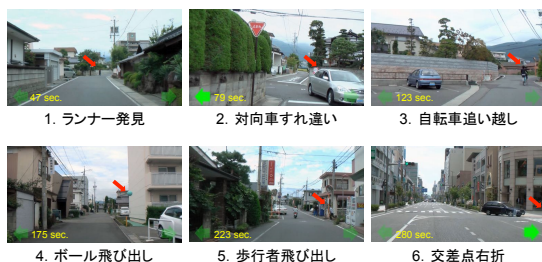 47 sec.
79 sec.
123 sec.
1. ランナー発見
2. 対向車すれ違い
3. 自転車追い越し
175 sec.
223 sec.
280 sec.
4. ボール飛び出し
5. 歩行者飛び出し
6. 交差点右折